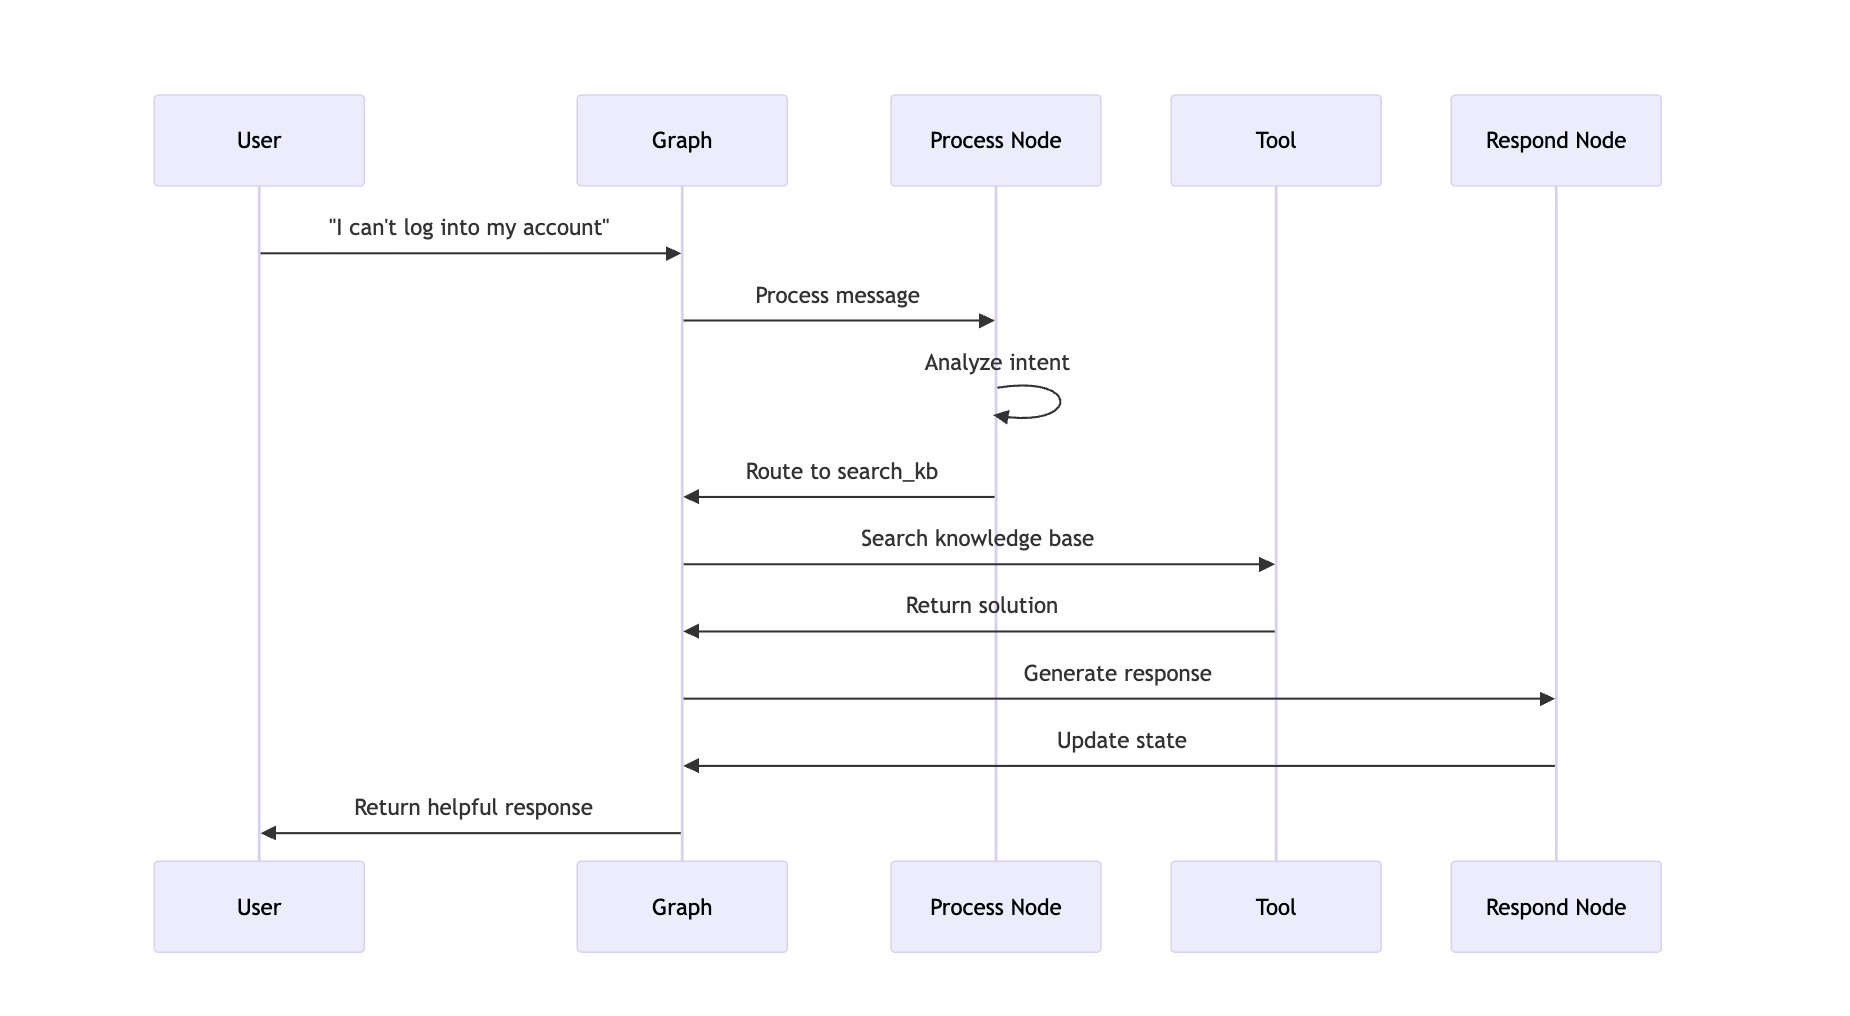 User
Graph
Process Node
Tool
Respond Node
"I can't log into my account"
Process message
Analyze intent
Route to search_kb
Search knowledge base
Return solution
Generate response
Update state
Return helpful response
User
Graph
Process Node
Tool
Respond Node